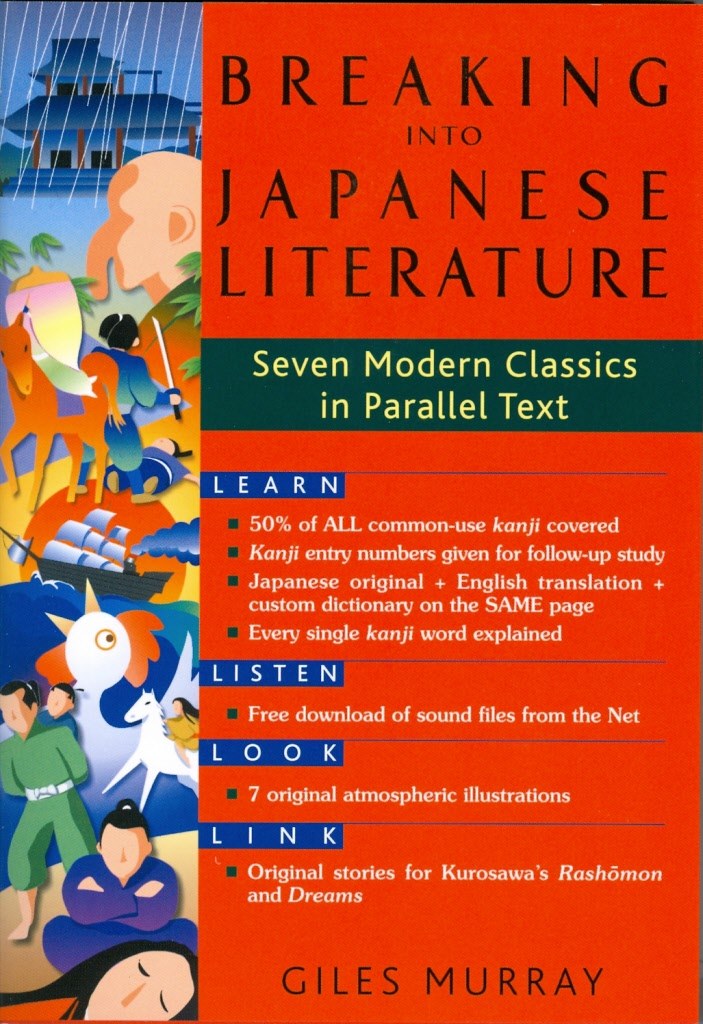 BREAKING
INTO
JAPANESE
LITERATURE
Seven Modern Classics
in Parallel Text
LEARN
■ 50% of ALL common-use kanji covered
■ Kanji entry numbers given for follow-up study
■ Japanese original + English translation +
custom dictionary on the SAME page
■ Every single kanji word explained
LISTEN
■ Free download of sound files from the Net
LOOK
■ 7 original atmospheric illustrations
LINK
■ Original stories for Kurosawa's Rashōmon
and Dreams
GILES MURRAY